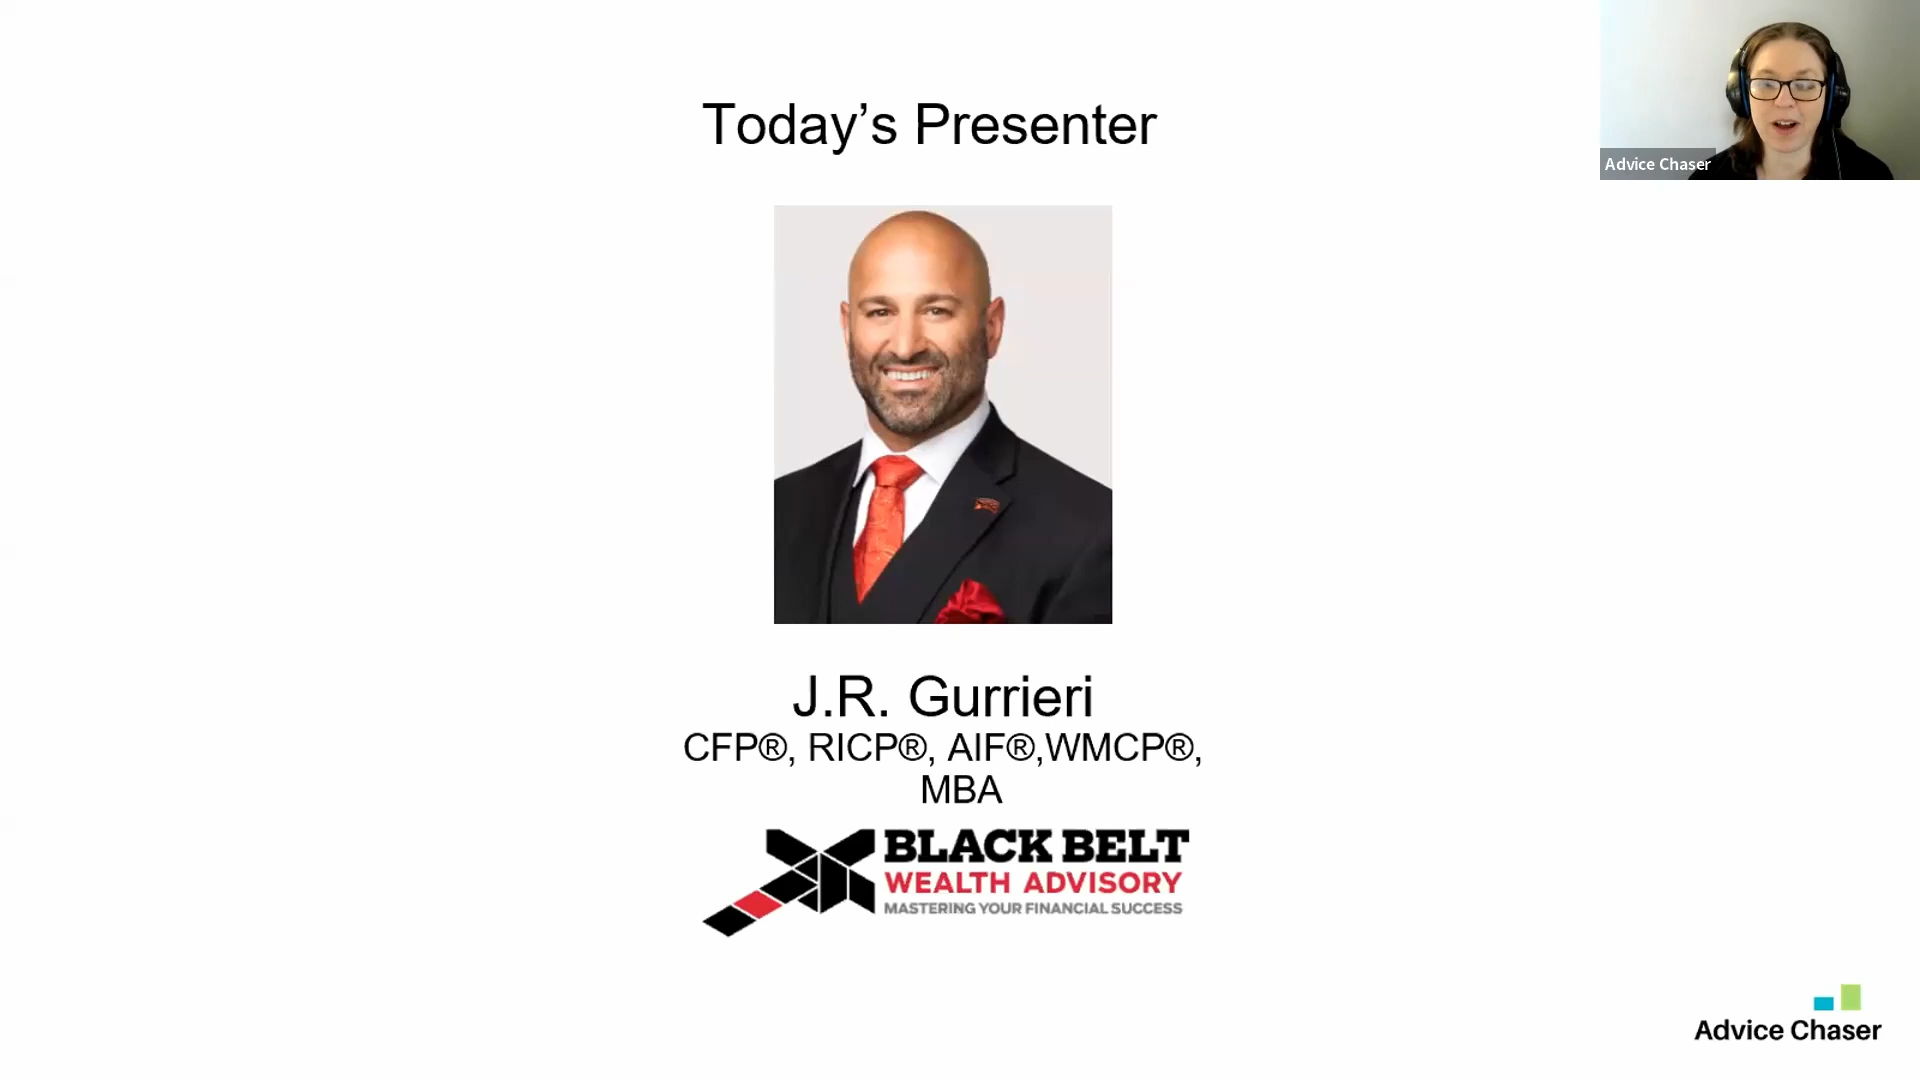 Today’s Presenter
Advice Chaser
J.R. Gurrieri
CFP®, RICP®, AIF®,WMCP®,
MBA
BLACK BELT
WEALTH ADVISORY
MASTERING YOUR FINANCIAL SUCCESS
Advice Chaser